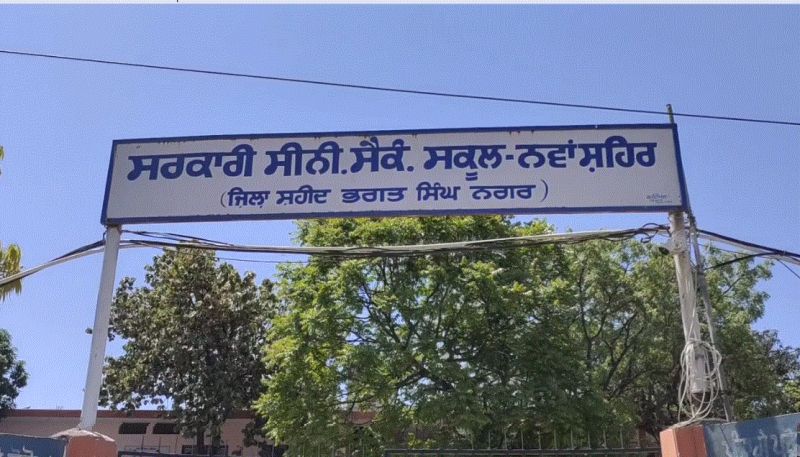 ਸਰਕਾਰੀ ਸੀਨੀ.ਸੈਕੰ. ਸਕੂਲ-ਨਵਾਂਸ਼ਹਿਰ
(ਜ਼ਿਲਾ ਸ਼ਹੀਦ ਭਗਤ ਸਿੰਘ ਨਗਰ)